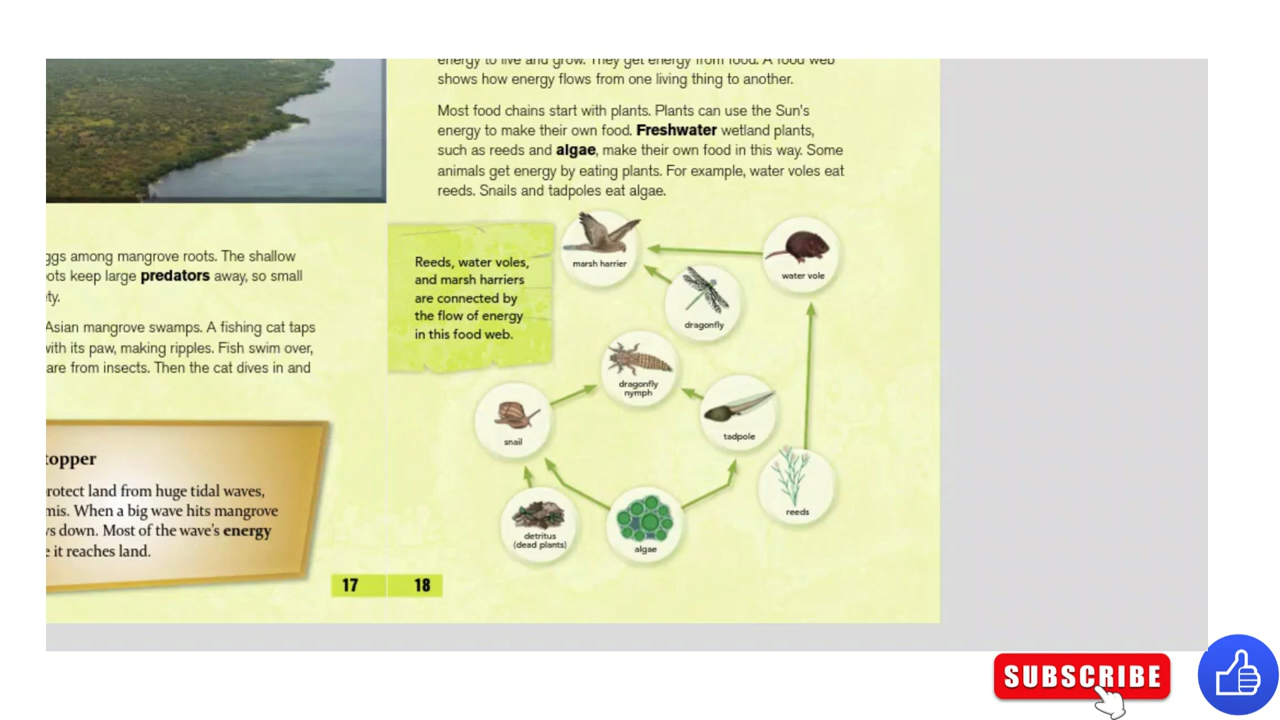 energy to live and grow. They get energy from food. A food web
shows how energy flows from one living thing to another.
Most food chains start with plants. Plants can use the Sun's
energy to make their own food. Freshwater wetland plants,
such as reeds and algae, make their own food in this way. Some
animals get energy by eating plants. For example, water voles eat
reeds. Snails and tadpoles eat algae.
ggs among mangrove roots. The shallow
ots keep large predators away, so small
ty.
Asian mangrove swamps. A fishing cat taps
with its paw, making ripples. Fish swim over,
are from insects. Then the cat dives in and
topper
rotect land from huge tidal waves,
mis. When a big wave hits mangrove
s down. Most of the wave's energy
it reaches land.
17
Reeds, water voles,
and marsh harriers
are connected by
the flow of energy
in this food web.
marsh harrier
water vole
dragonfly
dragonfly
nymph
snail
tadpole
reeds
detritus
(dead plants)
algae
18
SUBSCRIBE